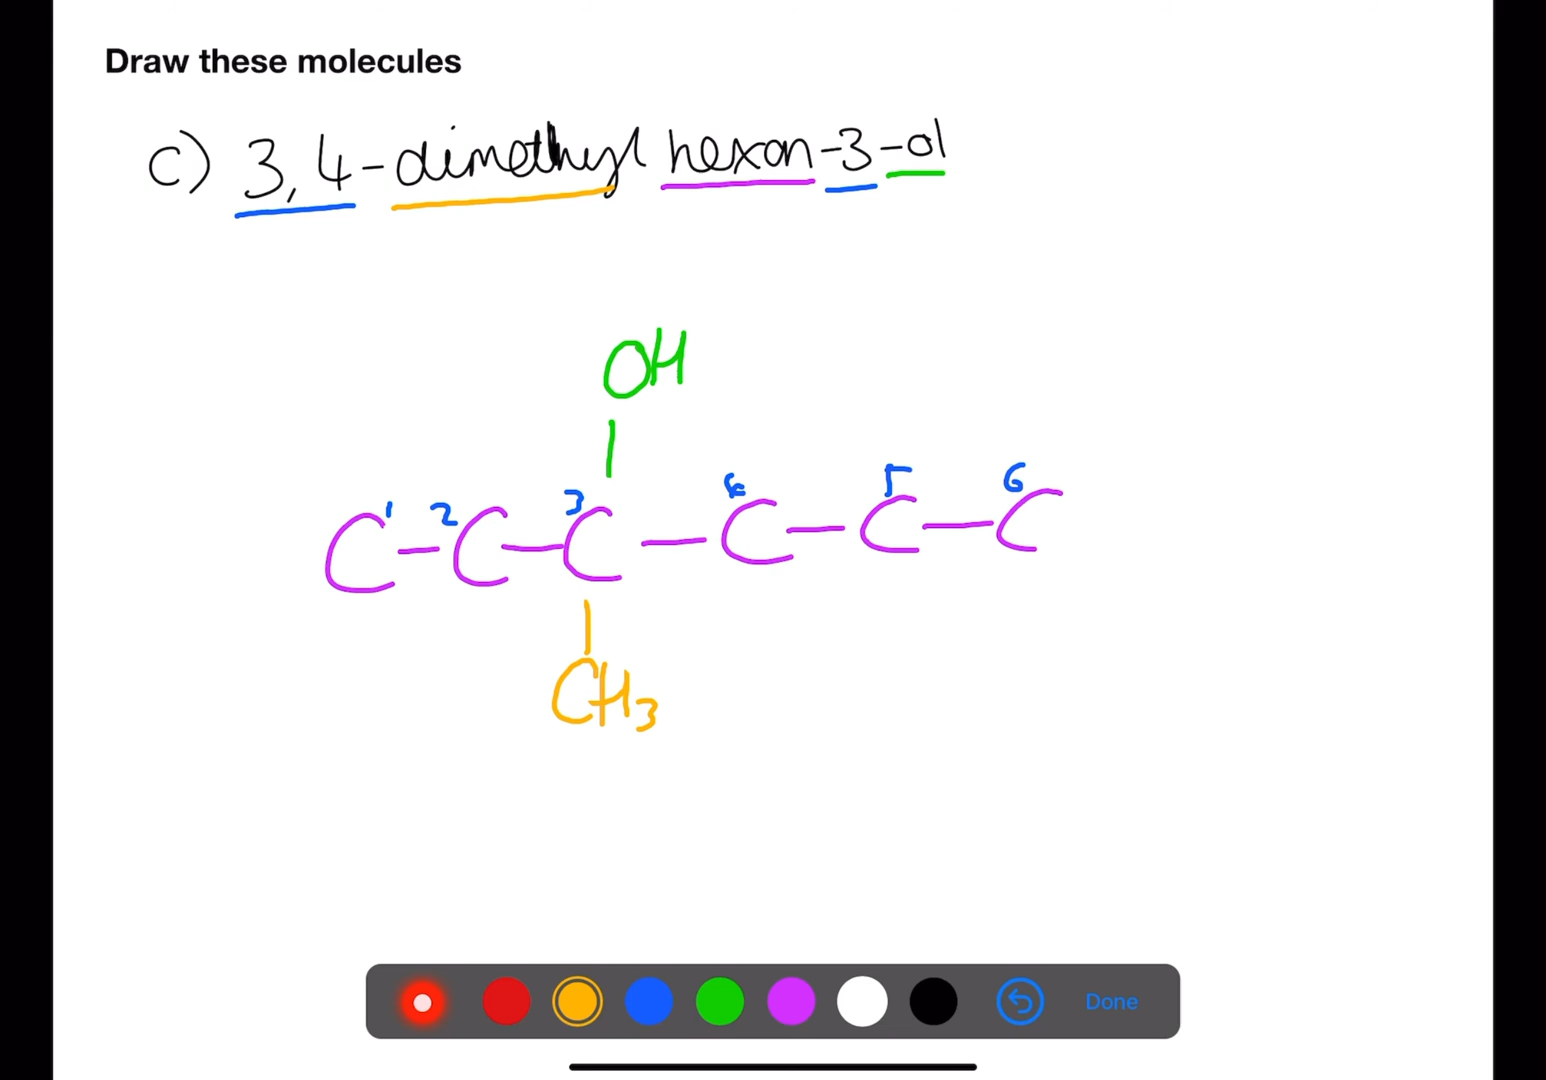 Draw these molecules
c) 3,4-dimethyl hexan-3-ol
OH
1 2 3 4 5 6
C-C-C-C-C-C
CH3
Done